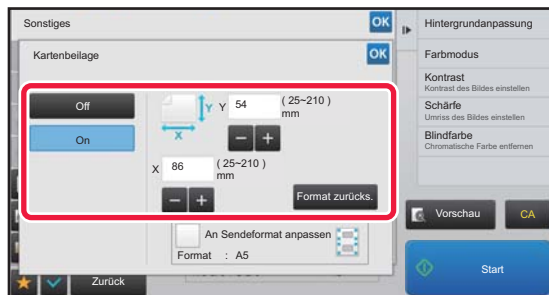 Sonstiges
OK
Kartenbeilage
OK
Off
On
Y
Y
54
( 25~210 )
mm
X
X
86
( 25~210 )
mm
Format zurücks.
An Sendeformat anpassen
Format : A5
Zurück
Hintergrundanpassung
Farbmodus
Kontrast
Kontrast des Bildes einstellen
Schärfe
Umriss des Bildes einstellen
Blindfarbe
Chromatische Farbe entfernen
Vorschau
CA
Start